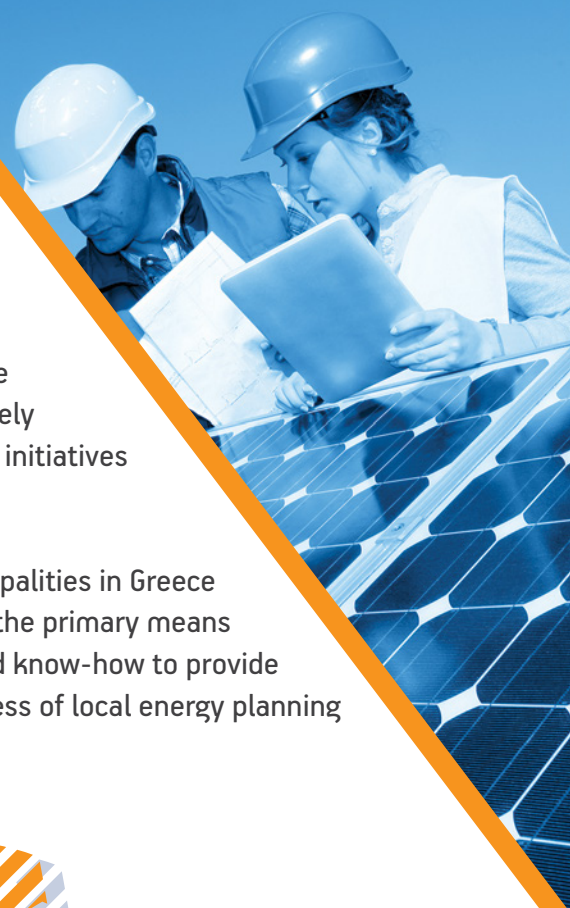 e
ely
initiatives
palities in Greece
the primary means
d know-how to provide
ess of local energy planning